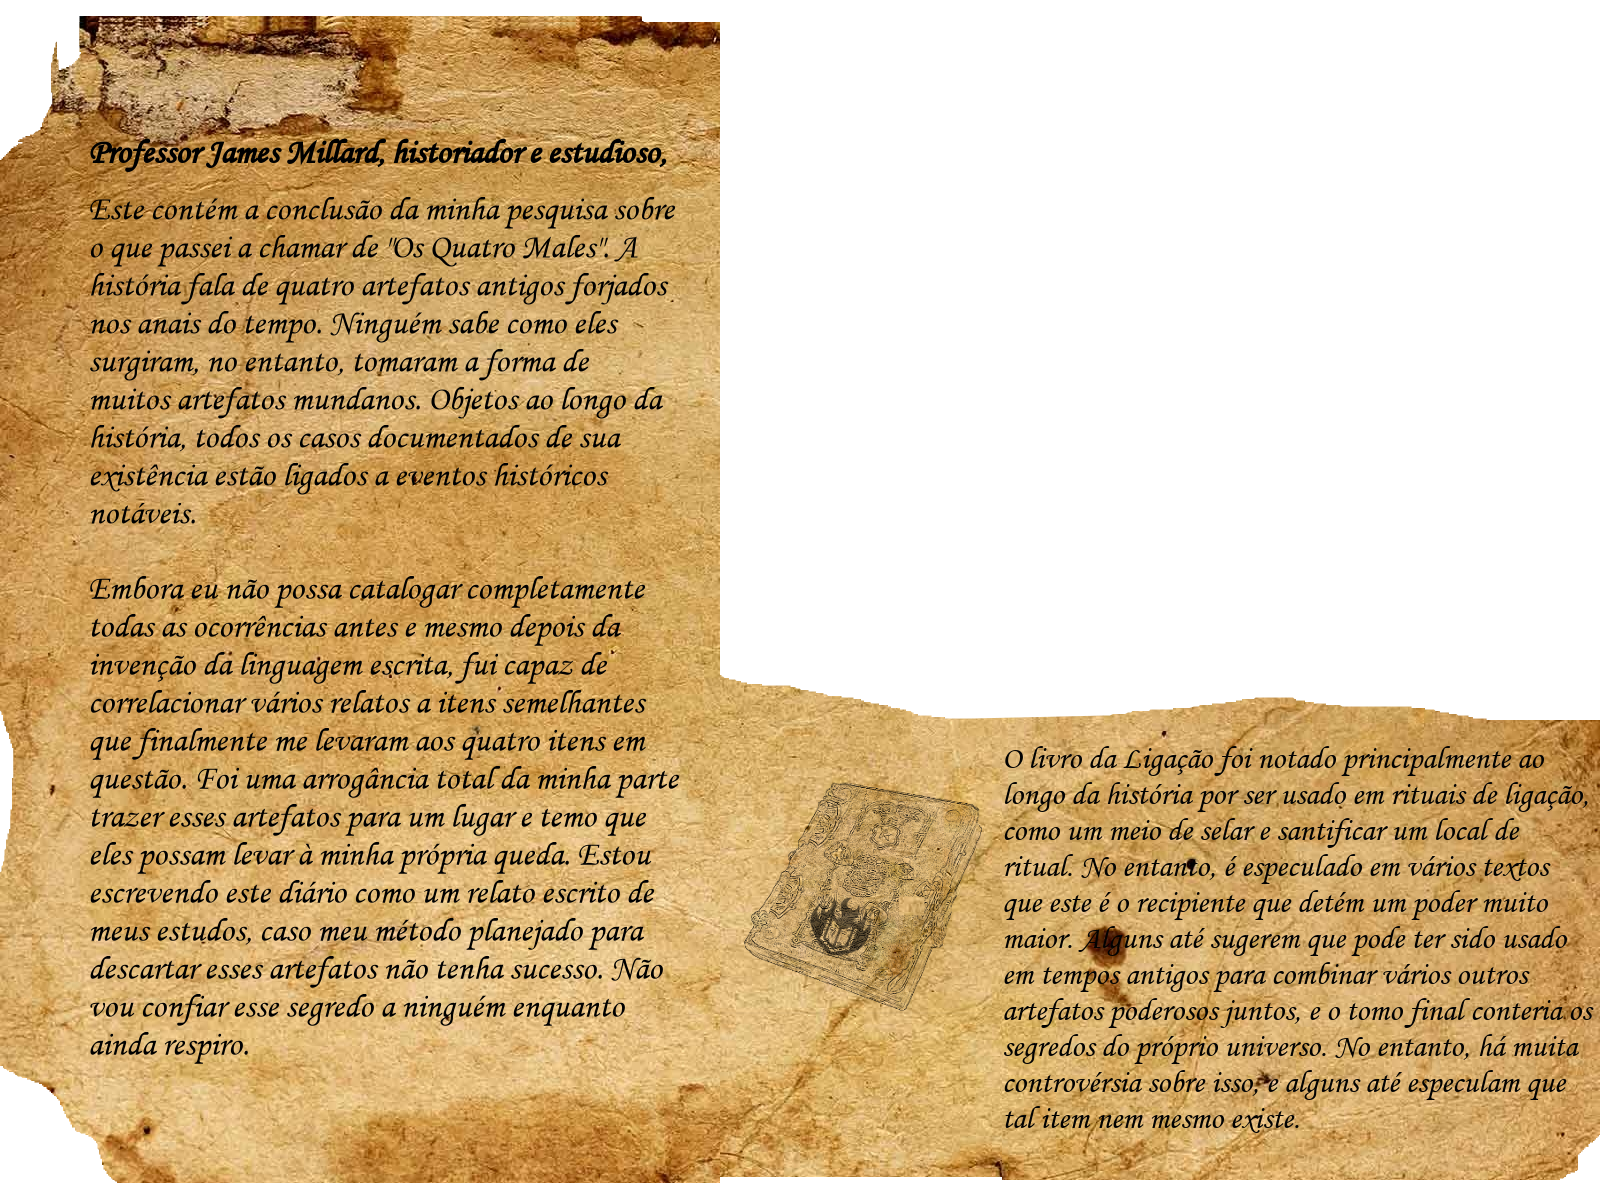 Professor James Millard, historiador e estudioso,
Este contém a conclusão da minha pesquisa sobre
o que passei a chamar de "Os Quatro Males". A
história fala de quatro artefatos antigos forjados
nos anais do tempo. Ninguém sabe como eles
surgiram, no entanto, tomaram a forma de
muitos artefatos mundanos. Objetos ao longo da
história, todos os casos documentados de sua
existência estão ligados a eventos históricos
notáveis.
Embora eu não possa catalogar completamente
todas as ocorrências antes e mesmo depois da
invenção da linguagem escrita, fui capaz de
correlacionar vários relatos a itens semelhantes
que finalmente me levaram aos quatro itens em
questão. Foi uma arrogância total da minha parte
trazer esses artefatos para um lugar e temo que
eles possam levar à minha própria queda. Estou
escrevendo este diário como um relato escrito de
meus estudos, caso meu método planejado para
descartar esses artefatos não tenha sucesso. Não
vou confiar esse segredo a ninguém enquanto
ainda respiro.
O livro da Ligação foi notado principalmente ao
longo da história por ser usado em rituais de ligação,
como um meio de selar e santificar um local de
ritual. No entanto, é especulado em vários textos
que este é o recipiente que detém um poder muito
maior. Alguns até sugerem que pode ter sido usado
em tempos antigos para combinar vários outros
artefatos poderosos juntos, e o tomo final conteria os
segredos do próprio universo. No entanto, há muita
controvérsia sobre isso, e alguns até especulam que
tal item nem mesmo existe.